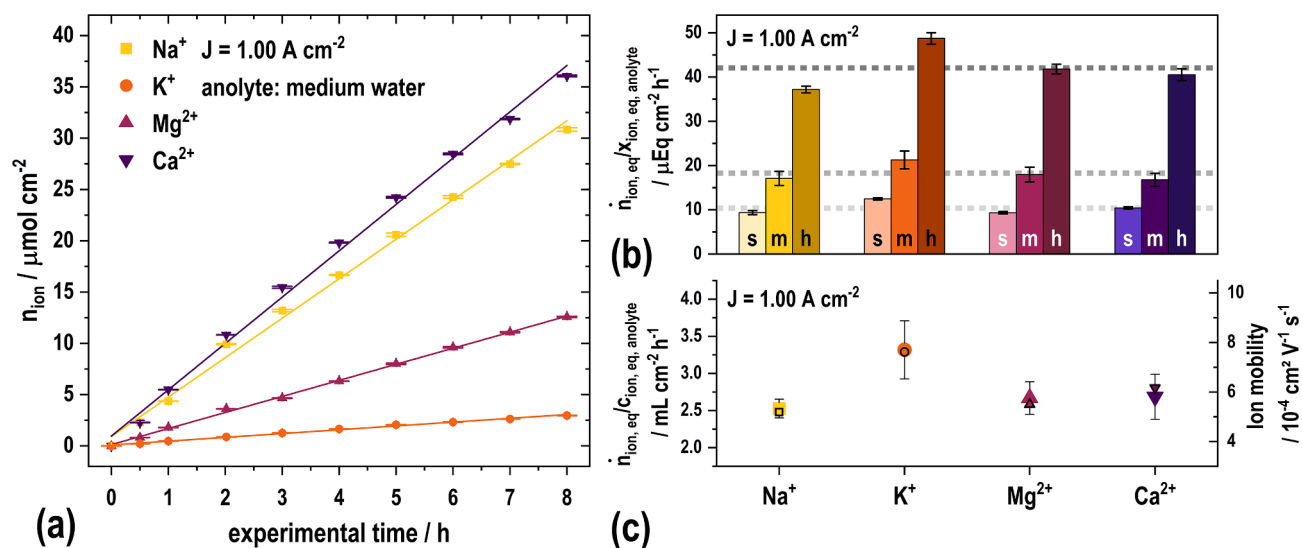 40
35
30
25
20
15
10
5
0
n_ion / µmol cm⁻²
Na⁺ J = 1.00 A cm⁻²
K⁺ anolyte: medium water
Mg²⁺
Ca²⁺
0 1 2 3 4 5 6 7 8
experimental time / h
(a)
50
40
30
20
10
0
ṅ_ion, eq/x_ion, eq, anolyte
/ µEq cm⁻² h⁻¹
J = 1.00 A cm⁻²
s m h s m h s m h s m h
(b)
4.0
3.5
3.0
2.5
2.0
ṅ_ion, eq/c_ion, eq, anolyte
/ mL cm⁻² h⁻¹
J = 1.00 A cm⁻²
10
8
6
4
Ion mobility
/ 10⁻⁴ cm² V⁻¹ s⁻¹
Na⁺ K⁺ Mg²⁺ Ca²⁺
(c)